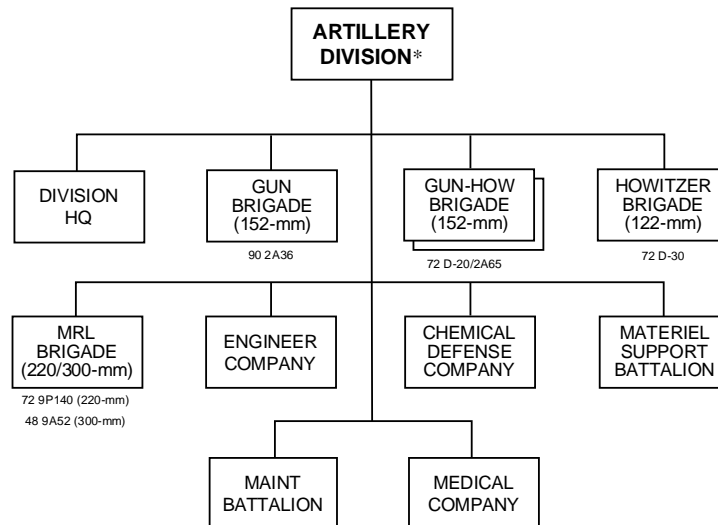 ARTILLERY
DIVISION*
DIVISION
HQ
GUN
BRIGADE
(152-mm)
90 2A36
GUN-HOW
BRIGADE
(152-mm)
72 D-20/2A65
HOWITZER
BRIGADE
(122-mm)
72 D-30
MRL
BRIGADE
(220/300-mm)
72 9P140 (220-mm)
48 9A52 (300-mm)
ENGINEER
COMPANY
CHEMICAL
DEFENSE
COMPANY
MATERIEL
SUPPORT
BATTALION
MAINT
BATTALION
MEDICAL
COMPANY